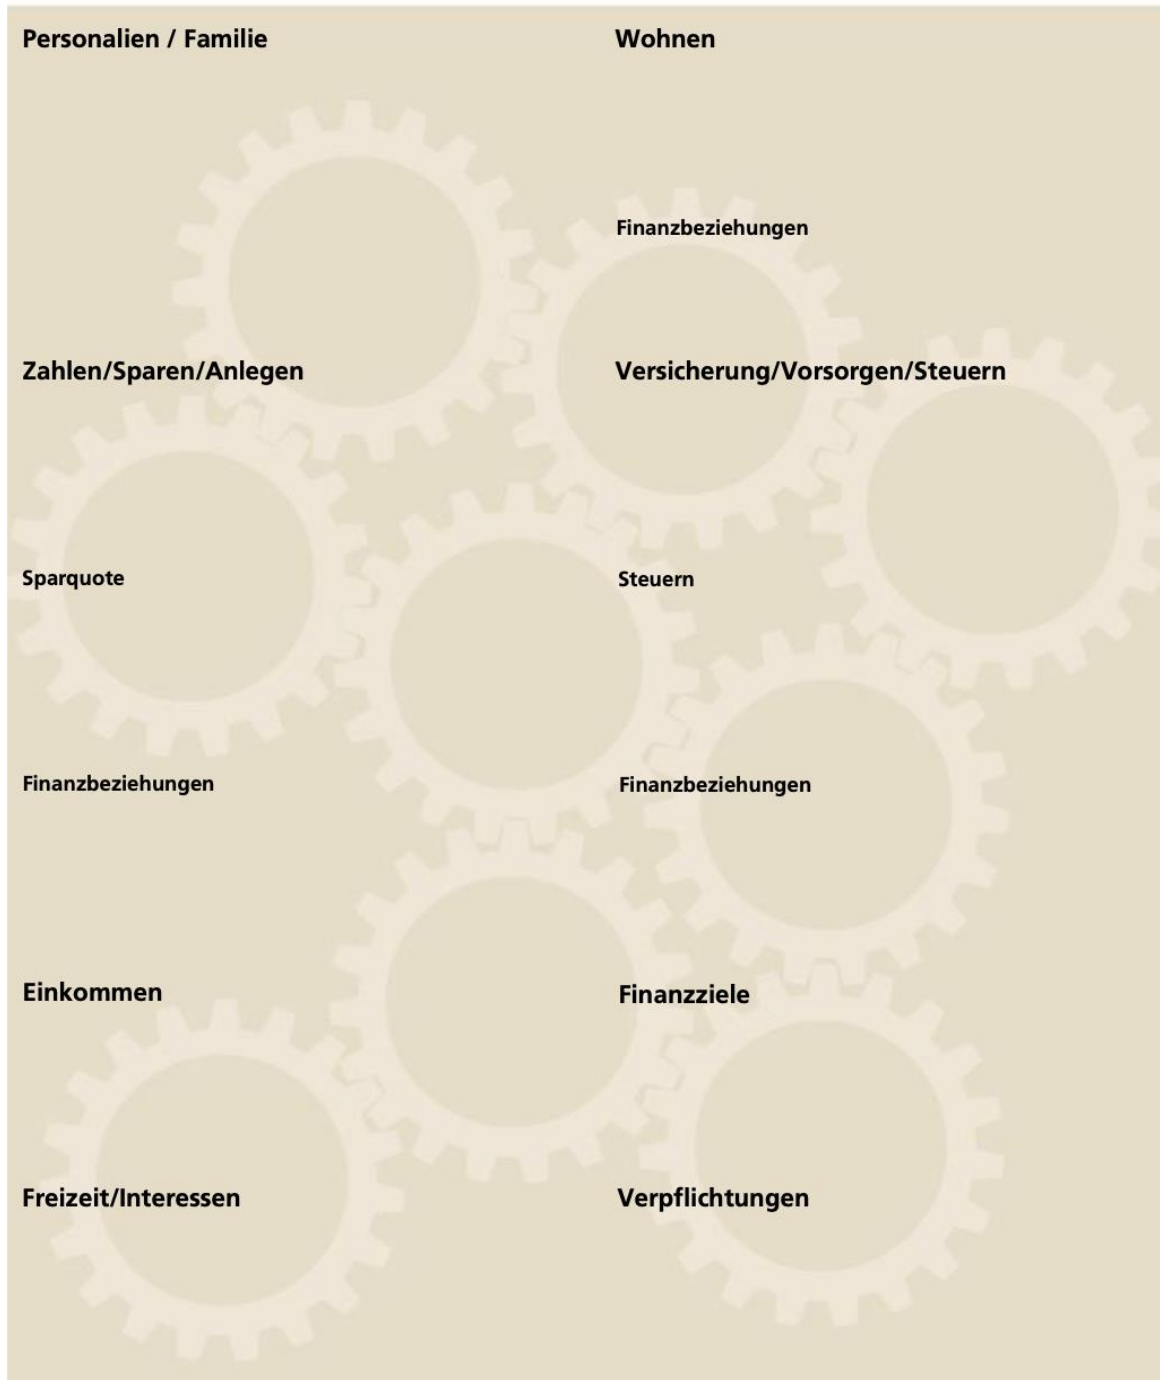 Personalien / Familie
Wohnen
Finanzbeziehungen
Zahlen/Sparen/Anlegen
Versicherung/Vorsorgen/Steuern
Sparquote
Steuern
Finanzbeziehungen
Finanzbeziehungen
Einkommen
Finanzziele
Freizeit/Interessen
Verpflichtungen